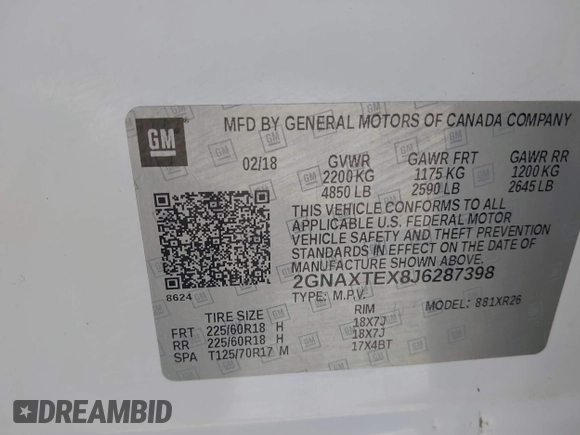 GM
MFD BY GENERAL MOTORS OF CANADA COMPANY
02/18 GVWR GAWR FRT GAWR RR
2200 KG 1175 KG 1200 KG
4850 LB 2590 LB 2645 LB
THIS VEHICLE CONFORMS TO ALL
APPLICABLE U.S. FEDERAL MOTOR
VEHICLE SAFETY AND THEFT PREVENTION
STANDARDS IN EFFECT ON THE DATE OF
MANUFACTURE SHOWN ABOVE.
8624
2GNAXTEX8J6287398
TYPE: M.P.V. MODEL: 881XR26
TIRE SIZE RIM
FRT 225/60R18 H 18X7J
RR 225/60R18 H 18X7J
SPA T125/70R17 M 17X4BT
DREAMBID